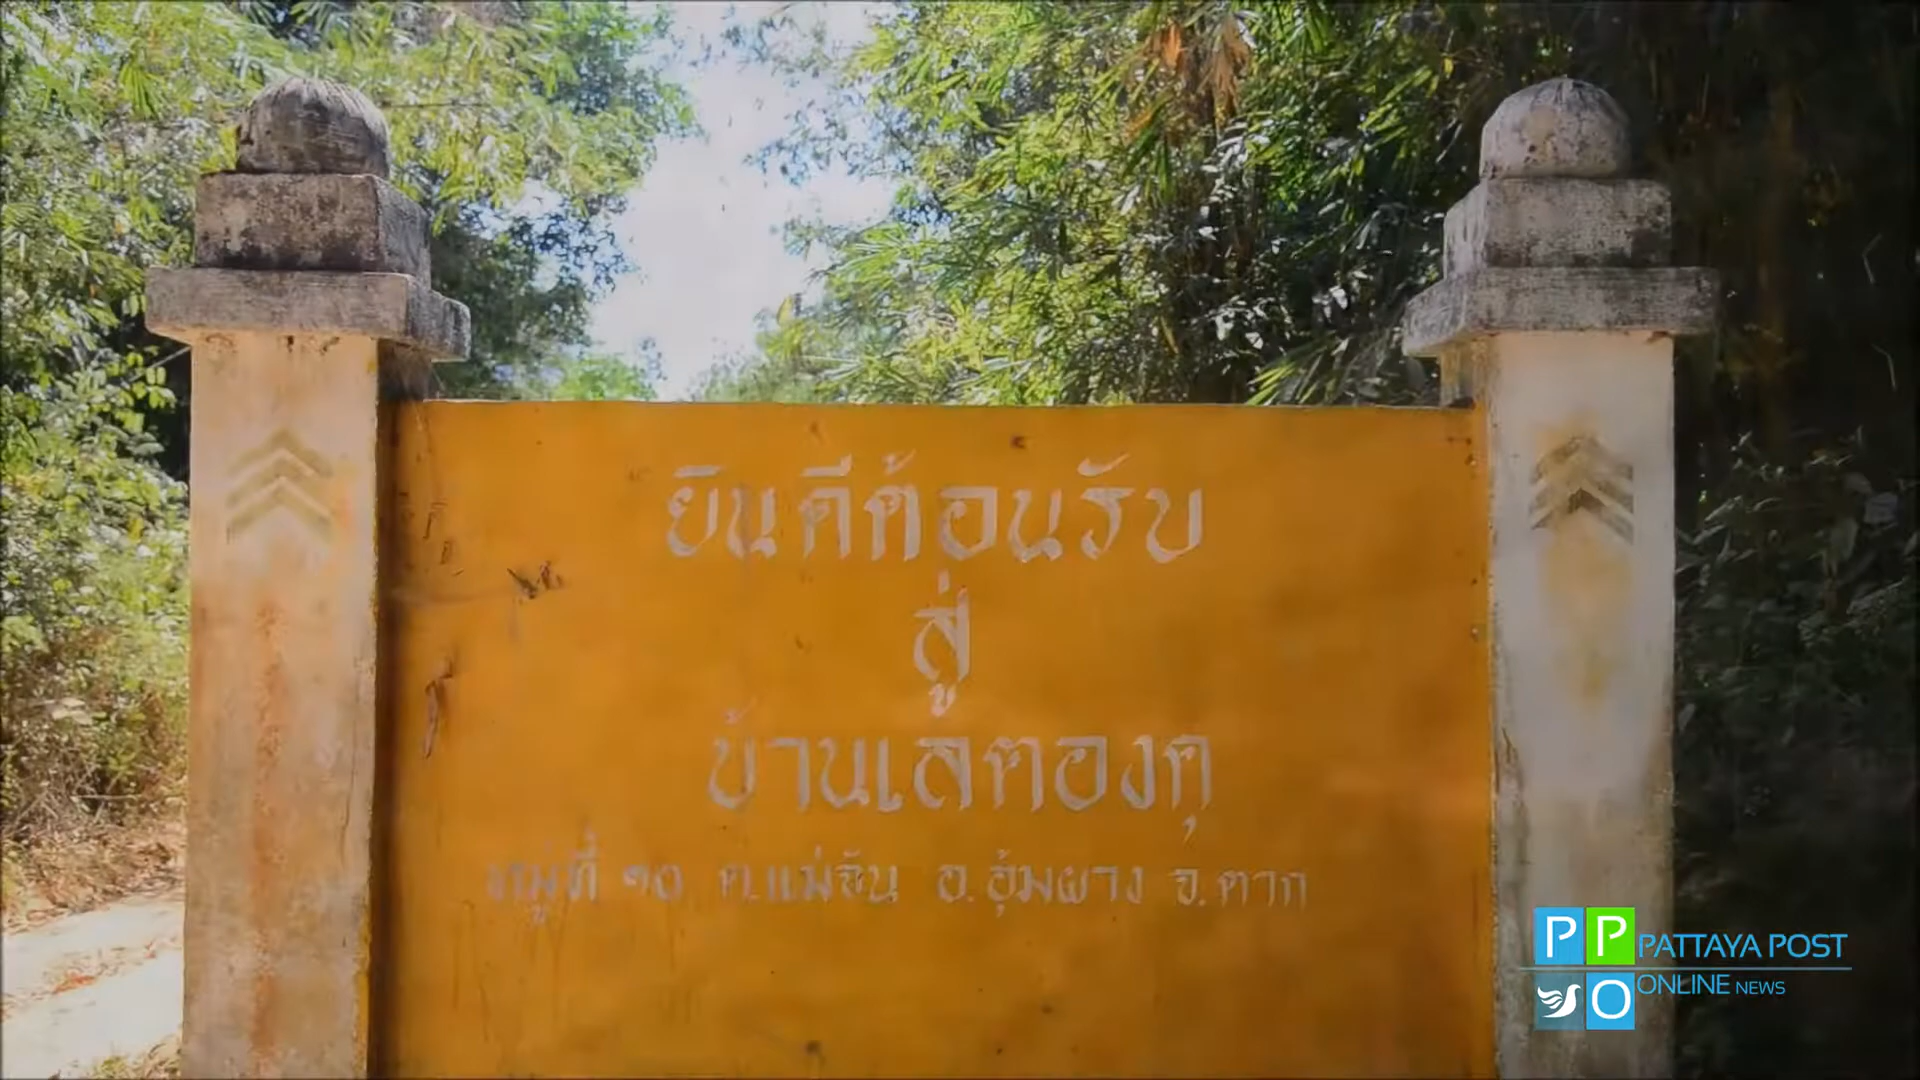 ยินดีต้อนรับ
สู่
บ้านเลตองคุ
หมู่ที่ ๑๐ ต.แม่จัน อ.อุ้มผาง จ.ตาก
PP PATTAYA POST
O ONLINE NEWS